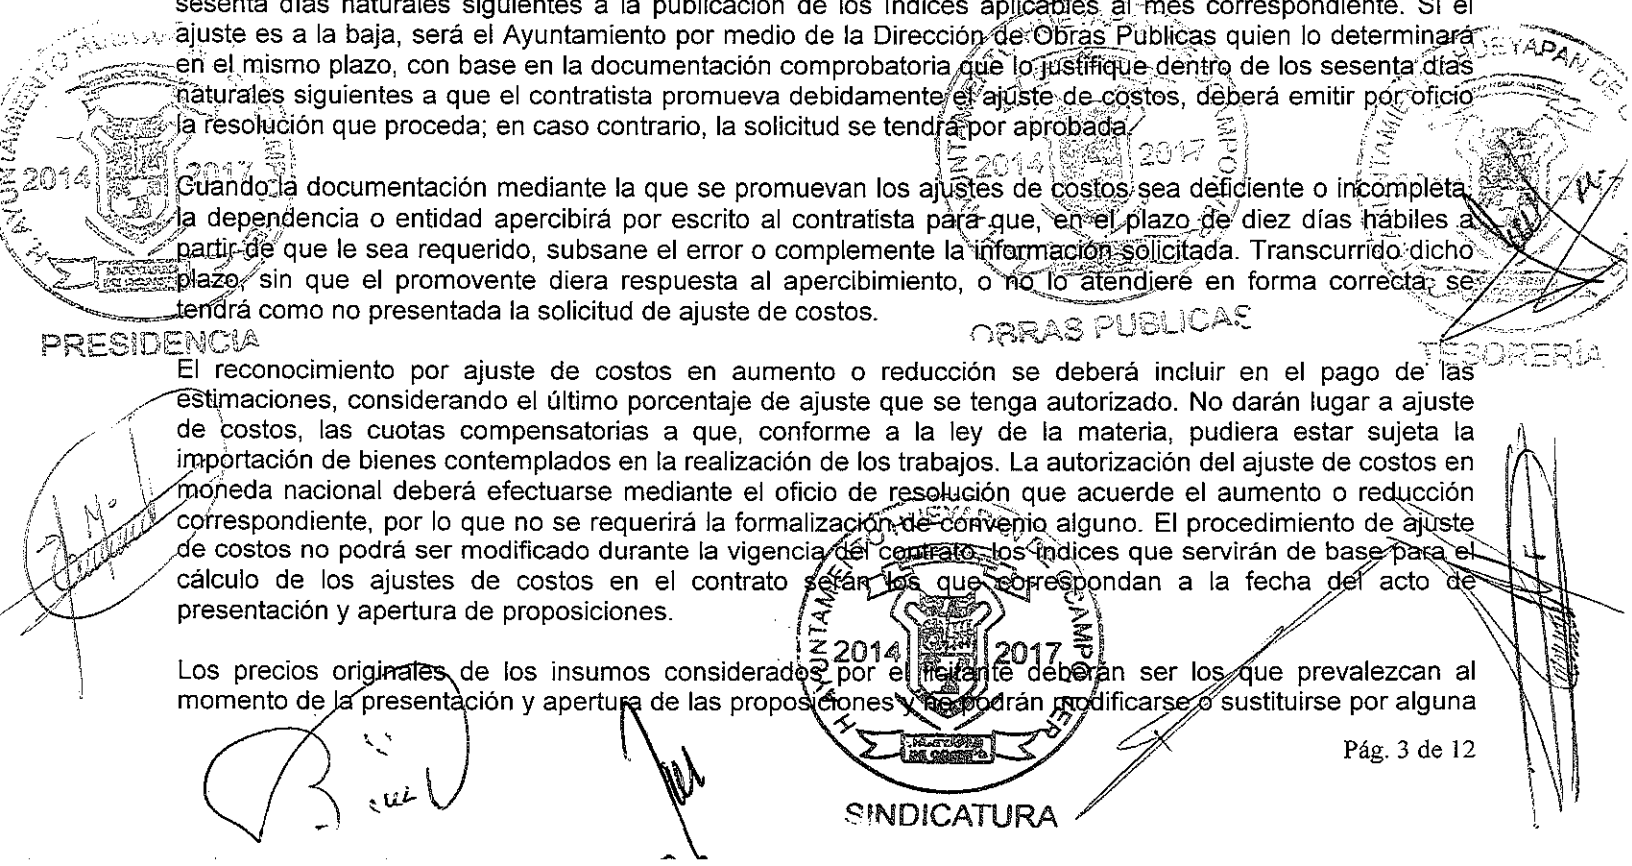 sesenta días naturales siguientes a la publicación de los índices aplicables al mes correspondiente. Si el
ajuste es a la baja, será el Ayuntamiento por medio de la Dirección de Obras Publicas quien lo determinará
en el mismo plazo, con base en la documentación comprobatoria que lo justifique dentro de los sesenta días
naturales siguientes a que el contratista promueva debidamente el ajuste de costos, deberá emitir por oficio
la resolución que proceda; en caso contrario, la solicitud se tendrá por aprobada.
2014 2017
2014 2017
Cuando la documentación mediante la que se promuevan los ajustes de costos sea deficiente o incompleta,
la dependencia o entidad apercibirá por escrito al contratista para que, en el plazo de diez días hábiles a
partir de que le sea requerido, subsane el error o complemente la información solicitada. Transcurrido dicho
plazo, sin que el promovente diera respuesta al apercibimiento, o no lo atendiere en forma correcta, se
tendrá como no presentada la solicitud de ajuste de costos.
PRESIDENCIA
OBRAS PUBLICAS
TESORERÍA
El reconocimiento por ajuste de costos en aumento o reducción se deberá incluir en el pago de las
estimaciones, considerando el último porcentaje de ajuste que se tenga autorizado. No darán lugar a ajuste
de costos, las cuotas compensatorias a que, conforme a la ley de la materia, pudiera estar sujeta la
importación de bienes contemplados en la realización de los trabajos. La autorización del ajuste de costos en
moneda nacional deberá efectuarse mediante el oficio de resolución que acuerde el aumento o reducción
correspondiente, por lo que no se requerirá la formalización de convenio alguno. El procedimiento de ajuste
de costos no podrá ser modificado durante la vigencia del contrato, los índices que servirán de base para el
cálculo de los ajustes de costos en el contrato serán los que correspondan a la fecha del acto de
presentación y apertura de proposiciones.
H. AYUNTAMIENTO HUEYAPAN DE OCAMPO, VER
2014 2017
Los precios originales de los insumos considerados por el licitante deberán ser los que prevalezcan al
momento de la presentación y apertura de las proposiciones y no podrán modificarse o sustituirse por alguna
Pág. 3 de 12
SINDICATURA